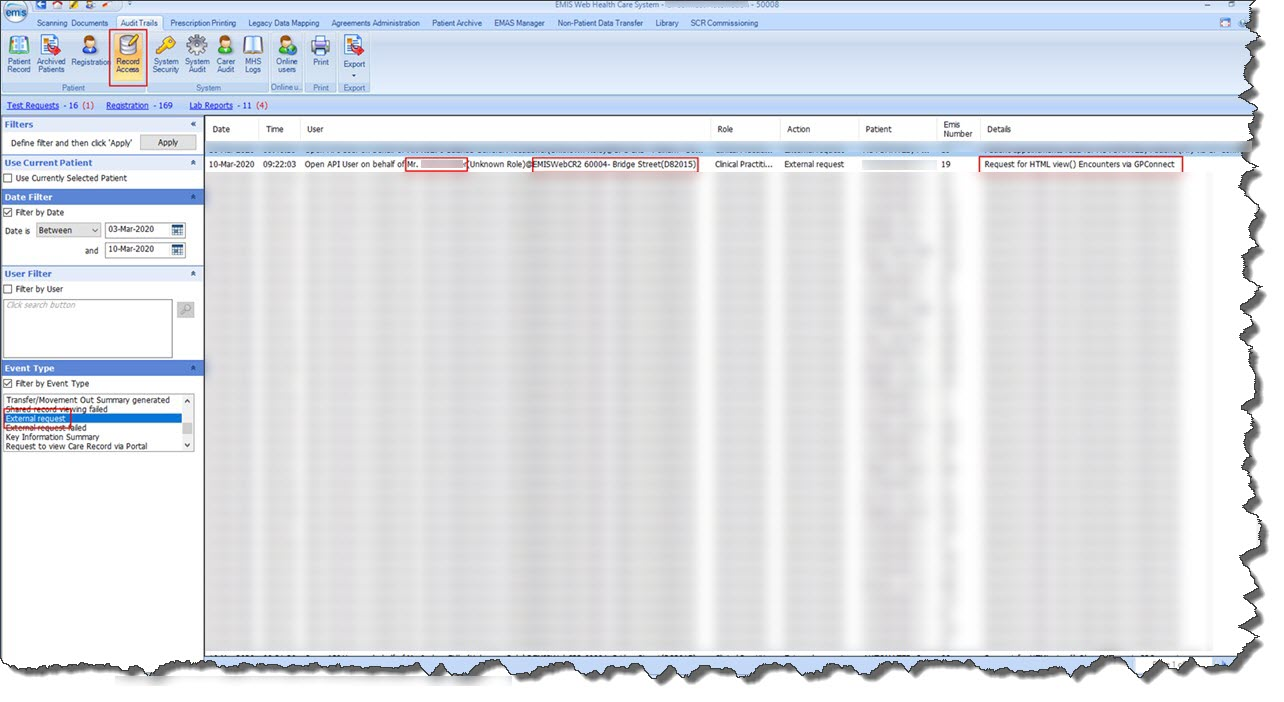 EMIS Web Health Care System - - 50008
emis
Scanning Documents Audit Trails Prescription Printing Legacy Data Mapping Agreements Administration Patient Archive EMAS Manager Non-Patient Data Transfer Library SCR Commissioning
Patient Record
Archived Patients
Registration
Record Access
System Security
System Audit
Carer Audit
MHS Logs
Online users
Print
Export
Patient System Online u... Print Export
Test Requests - 16 (1) Registration - 169 Lab Reports - 11 (4)
Filters «
Define filter and then click 'Apply' Apply
Use Current Patient
Use Currently Selected Patient
Date Filter
Filter by Date
Date is Between 03-Mar-2020
and 10-Mar-2020
User Filter
Filter by User
Click search button
Event Type
Filter by Event Type
Transfer/Movement Out Summary generated
Shared record viewing failed
External request
External request failed
Key Information Summary
Request to view Care Record via Portal
Date Time User Role Action Patient Emis Number Details
10-Mar-2020 09:22:03 Open API User on behalf of Mr. (Unknown Role)@EMISWebCR2 60004- Bridge Street(D82015) Clinical Practiti... External request 19 Request for HTML view() Encounters via GPConnect